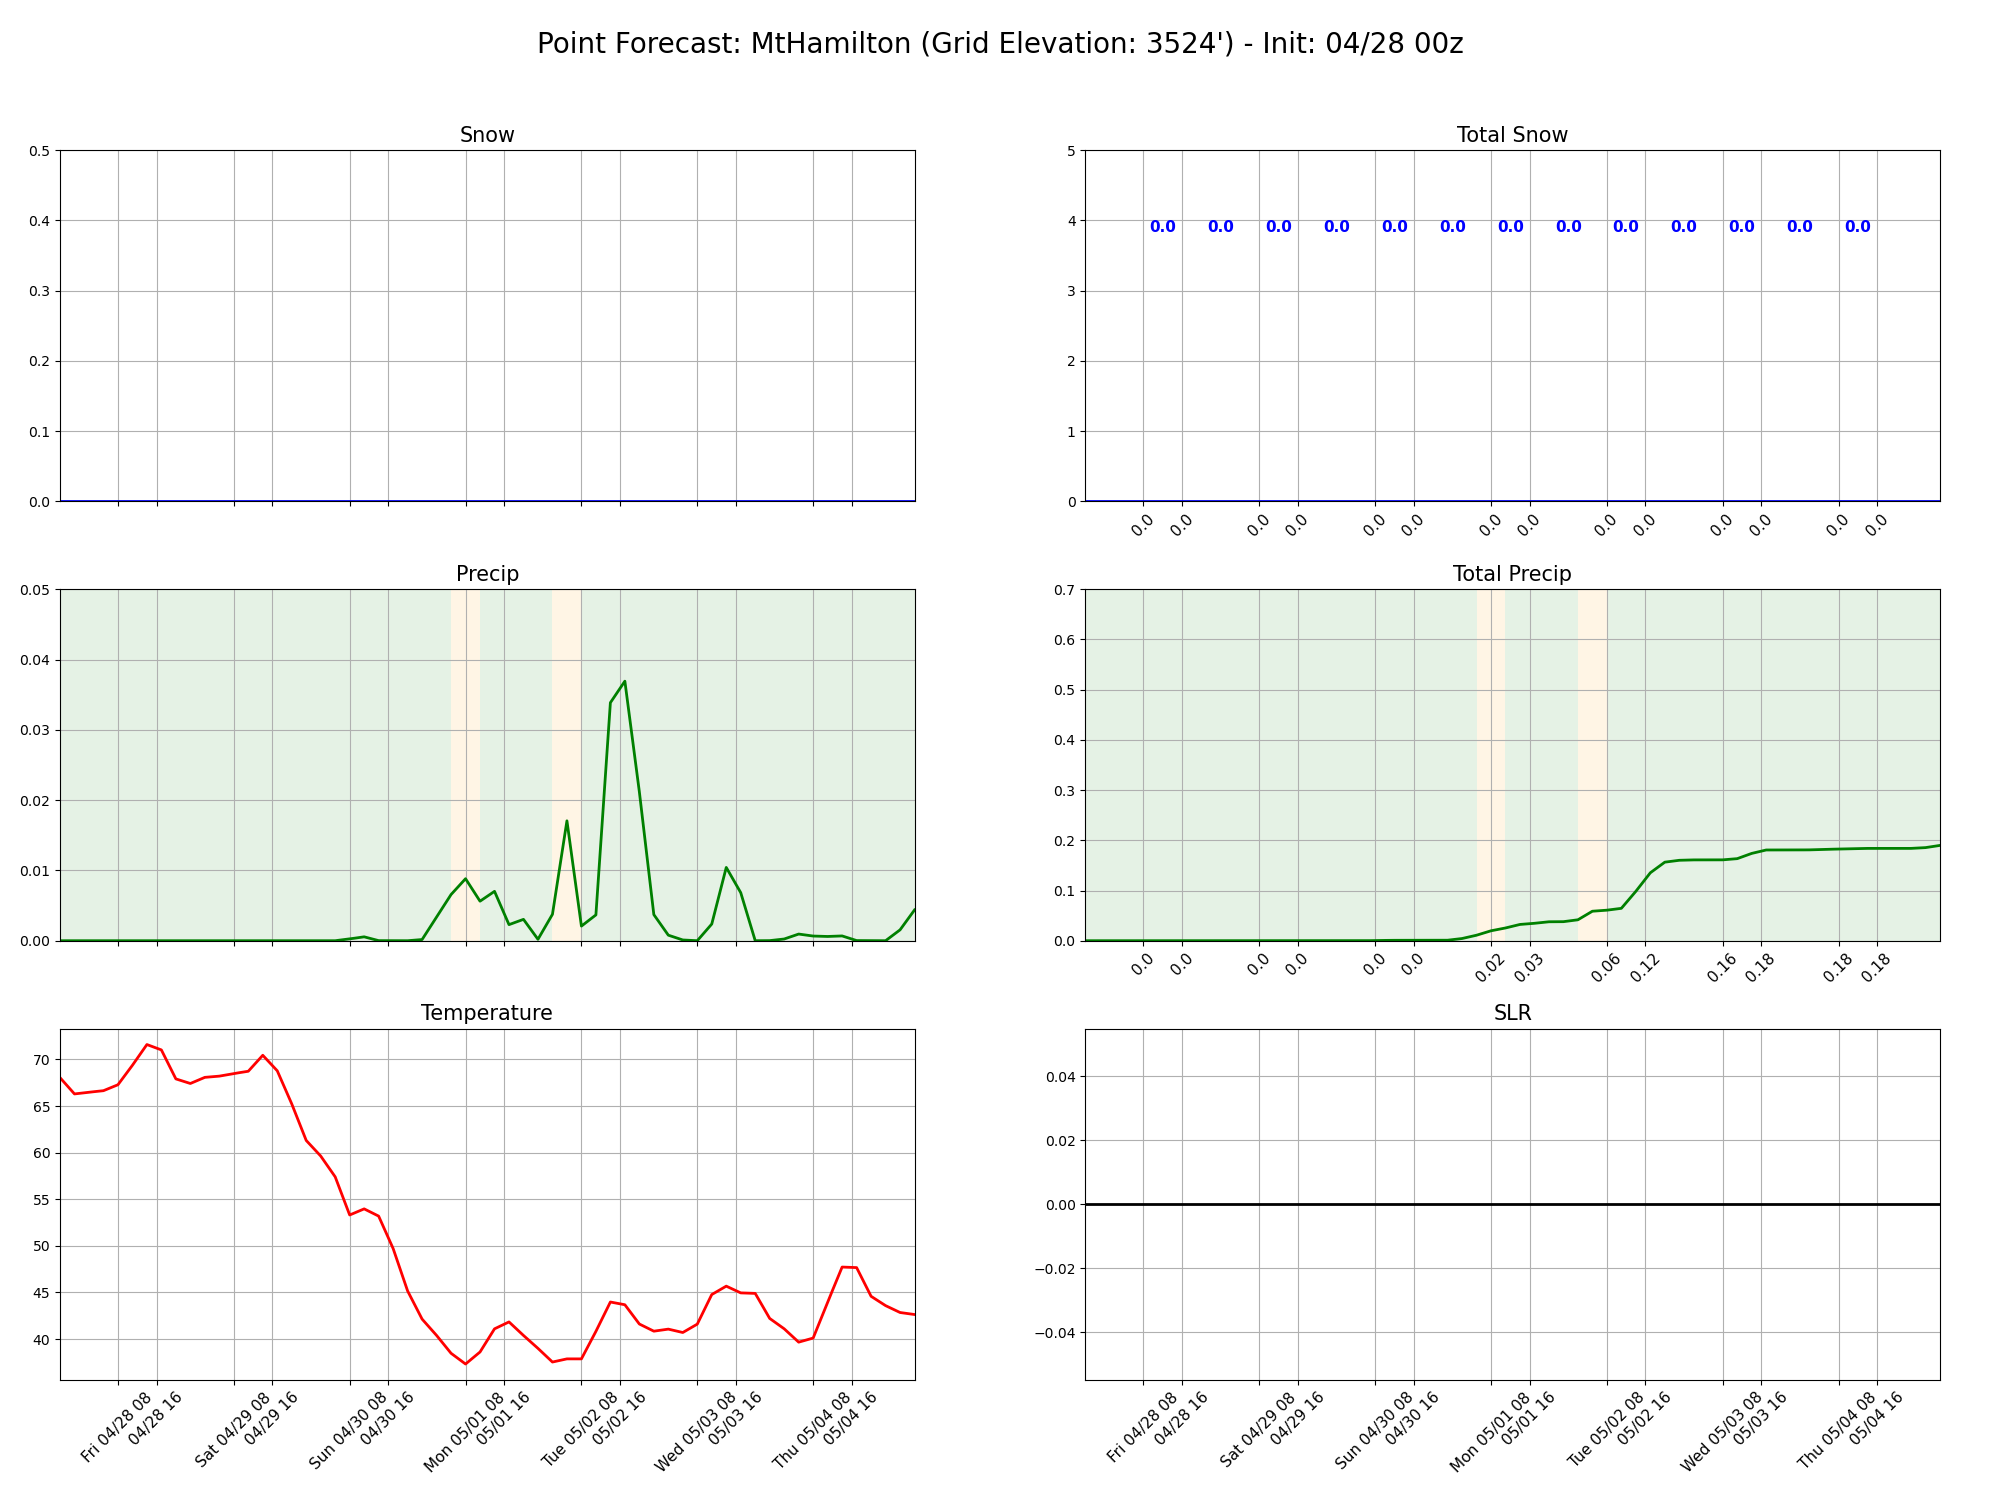 Point Forecast: MtHamilton (Grid Elevation: 3524') - Init: 04/28 00z
Snow
0.5
0.4
0.3
0.2
0.1
0.0
Total Snow
5
4
3
2
1
0
0.0 0.0 0.0 0.0 0.0 0.0 0.0 0.0 0.0 0.0 0.0 0.0 0.0
0.0 0.0 0.0 0.0 0.0 0.0 0.0 0.0 0.0 0.0 0.0 0.0 0.0 0.0
Precip
0.05
0.04
0.03
0.02
0.01
0.00
Total Precip
0.7
0.6
0.5
0.4
0.3
0.2
0.1
0.0
0.0 0.0 0.0 0.0 0.0 0.0 0.02 0.03 0.06 0.12 0.16 0.18 0.18 0.18
Temperature
70
65
60
55
50
45
40
Fri 04/28 08
04/28 16
Sat 04/29 08
04/29 16
Sun 04/30 08
04/30 16
Mon 05/01 08
05/01 16
Tue 05/02 08
05/02 16
Wed 05/03 08
05/03 16
Thu 05/04 08
05/04 16
SLR
0.04
0.02
0.00
−0.02
−0.04
Fri 04/28 08
04/28 16
Sat 04/29 08
04/29 16
Sun 04/30 08
04/30 16
Mon 05/01 08
05/01 16
Tue 05/02 08
05/02 16
Wed 05/03 08
05/03 16
Thu 05/04 08
05/04 16